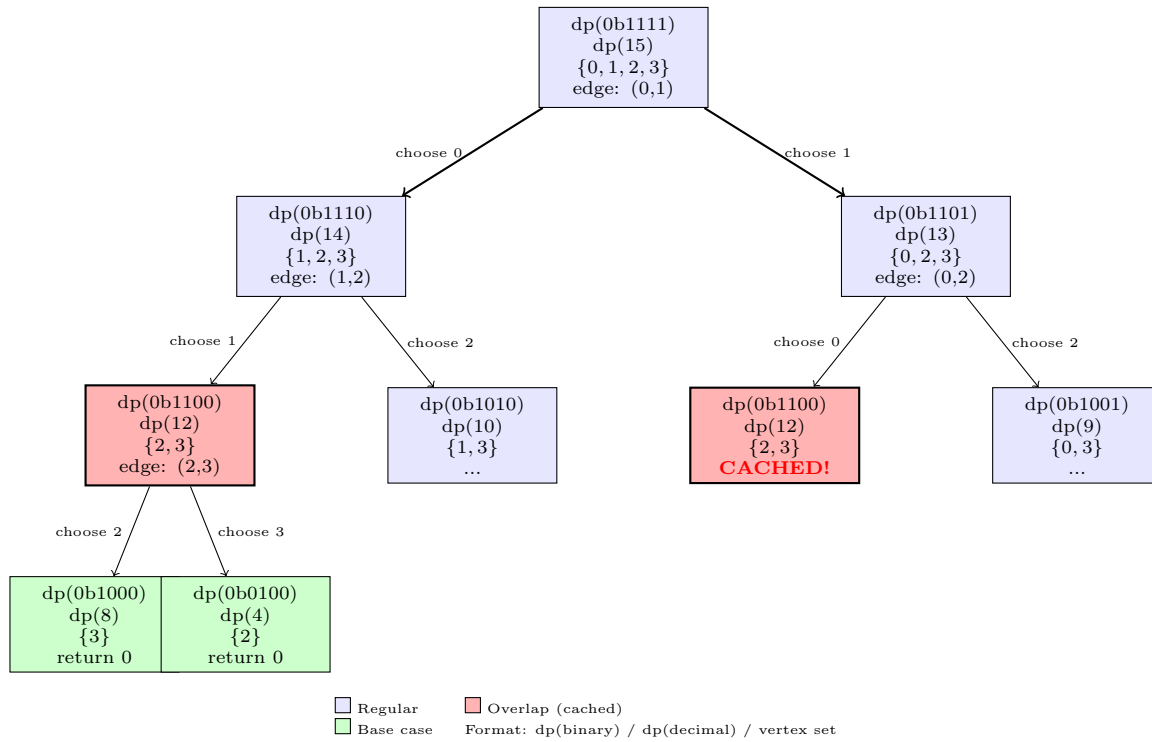 dp(0b1111)
dp(15)
{0, 1, 2, 3}
edge: (0,1)
choose 0
choose 1
dp(0b1110)
dp(14)
{1, 2, 3}
edge: (1,2)
dp(0b1101)
dp(13)
{0, 2, 3}
edge: (0,2)
choose 1
choose 2
choose 0
choose 2
dp(0b1100)
dp(12)
{2, 3}
edge: (2,3)
dp(0b1010)
dp(10)
{1, 3}
...
dp(0b1100)
dp(12)
{2, 3}
CACHED!
dp(0b1001)
dp(9)
{0, 3}
...
choose 2
choose 3
dp(0b1000)
dp(8)
{3}
return 0
dp(0b0100)
dp(4)
{2}
return 0
Regular
Overlap (cached)
Base case
Format: dp(binary) / dp(decimal) / vertex set